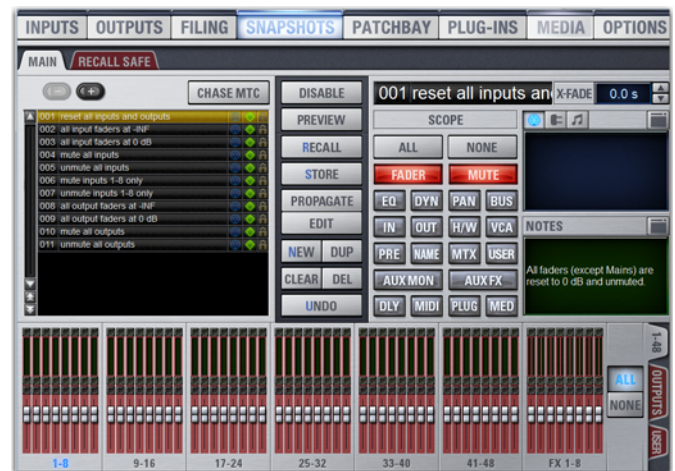 INPUTS OUTPUTS FILING SNAPSHOTS PATCHBAY PLUG-INS MEDIA OPTIONS
MAIN RECALL SAFE
CHASE MTC
001 reset all inputs and outputs
002 all input faders at -INF
003 all input faders at 0 dB
004 mute all inputs
005 unmute all inputs
006 mute inputs 1-8 only
007 unmute inputs 1-8 only
008 all output faders at -INF
009 all output faders at 0 dB
010 mute all outputs
011 unmute all outputs
DISABLE
PREVIEW
RECALL
STORE
PROPAGATE
EDIT
NEW DUP
CLEAR DEL
UNDO
001 reset all inputs an X-FADE 0.0 s
SCOPE
ALL NONE
FADER MUTE
EQ DYN PAN BUS
IN OUT H/W VCA
PRE NAME MTX USER
AUX MON AUX FX
DLY MIDI PLUG MED
NOTES
All faders (except Mains) are
reset to 0 dB and unmuted.
1-8 9-16 17-24 25-32 33-40 41-48 FX 1-8
ALL
NONE
1-48
OUTPUTS
USER